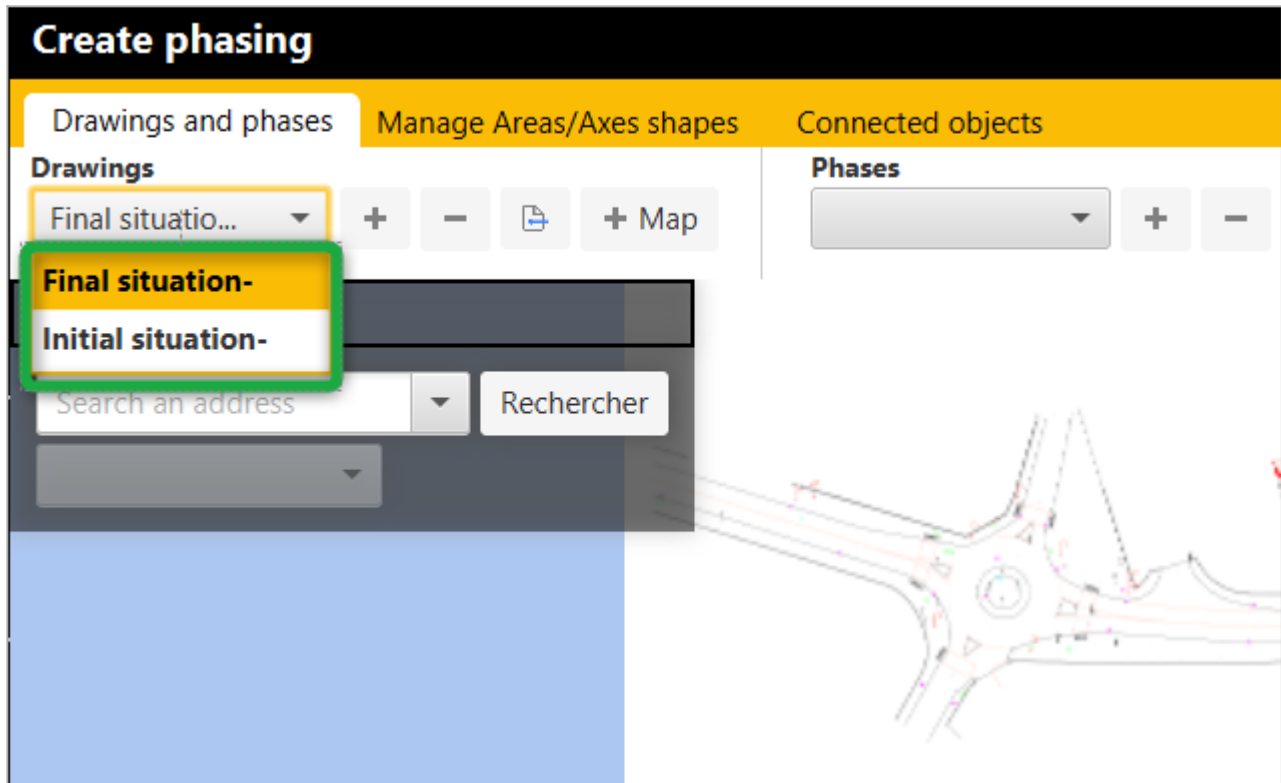 Create phasing
Drawings and phases Manage Areas/Axes shapes Connected objects
Drawings Phases
Final situatio... + − + Map + −
Final situation-
Initial situation-
Search an address Rechercher